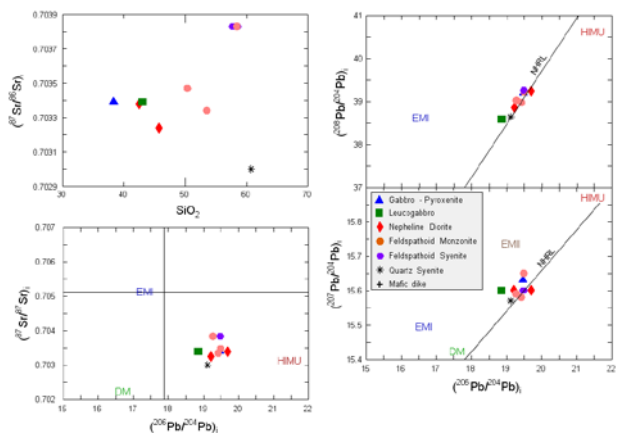 0.7039
0.7037
0.7035
0.7033
0.7031
0.7029
(⁸⁷Sr/⁸⁶Sr)ᵢ
30 40 50 60 70
SiO₂
41
40
39
38
37
(²⁰⁸Pb/²⁰⁴Pb)ᵢ
HIMU
NHRL
EMI
0.707
0.706
0.705
0.704
0.703
0.702
(⁸⁷Sr/⁸⁷Sr)ᵢ
EMI
HIMU
DM
15 16 17 18 19 20 21 22
(²⁰⁶Pb/²⁰⁴Pb)ᵢ
15.8
15.7
15.6
15.5
15.4
(²⁰⁷Pb/²⁰⁴Pb)ᵢ
Gabbro - Pyroxenite
Leucogabbro
Nepheline Diorite
Feldspathoid Monzonite
Feldspathoid Syenite
Quartz Syenite
Mafic dike
HIMU
EMII
NHRL
EMI
DM
15 16 17 18 19 20 21 22
(²⁰⁶Pb/²⁰⁴Pb)ᵢ